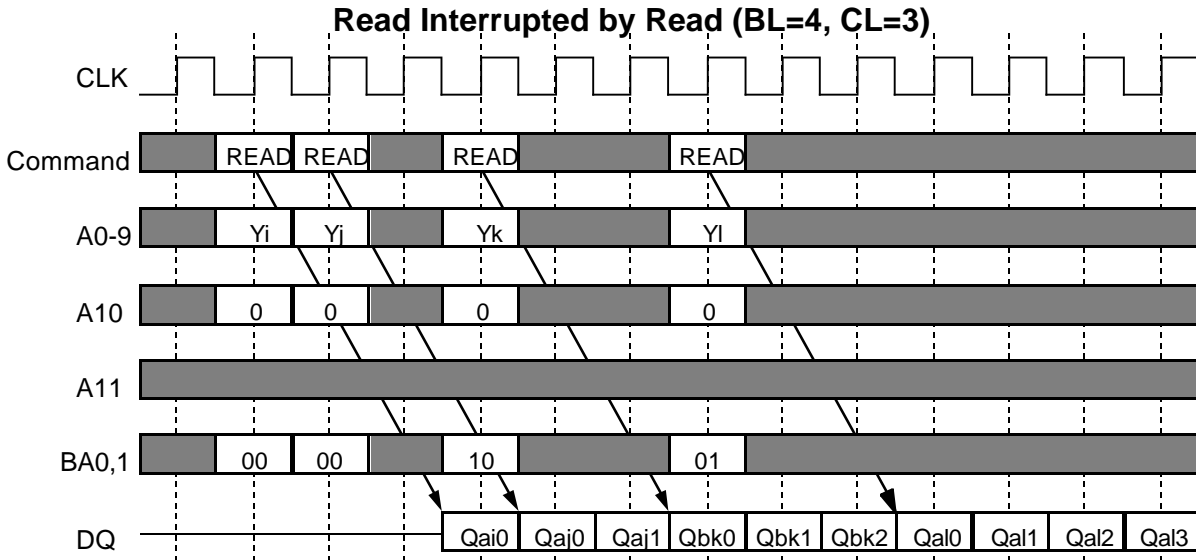 Read Interrupted by Read (BL=4, CL=3)
CLK
Command READ READ READ READ
A0-9 Yi Yj Yk Yl
A10 0 0 0 0
A11
BA0,1 00 00 10 01
DQ Qai0 Qaj0 Qaj1 Qbk0 Qbk1 Qbk2 Qal0 Qal1 Qal2 Qal3